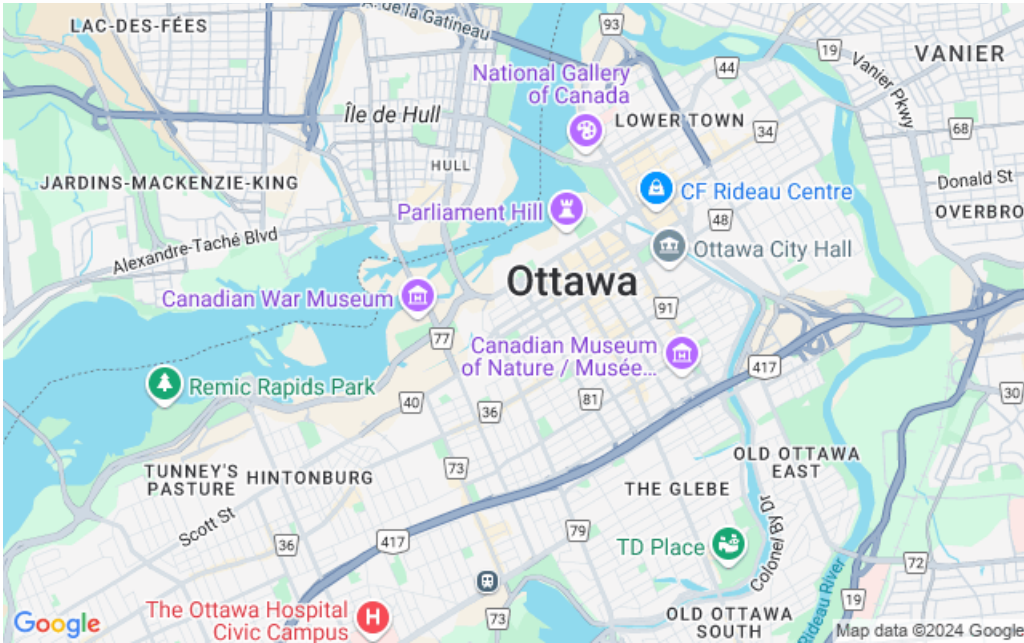 LAC-DES-FÉES
de la Gatineau
93
19
VANIER
44
Vanier Pkwy
National Gallery
of Canada
Île de Hull
LOWER TOWN
34
68
HULL
JARDINS-MACKENZIE-KING
Donald St
CF Rideau Centre
Parliament Hill
48
OVERBRO
Alexandre-Taché Blvd
Ottawa City Hall
Ottawa
Canadian War Museum
91
77
Canadian Museum
of Nature / Musée...
417
Remic Rapids Park
40
36
81
30
TUNNEY'S
PASTURE
HINTONBURG
73
OLD OTTAWA
EAST
THE GLEBE
Scott St
36
417
79
TD Place
Colonel By Dr
72
The Ottawa Hospital
Civic Campus
H
73
OLD OTTAWA
SOUTH
Rideau River
19
Google
Map data ©2024 Google